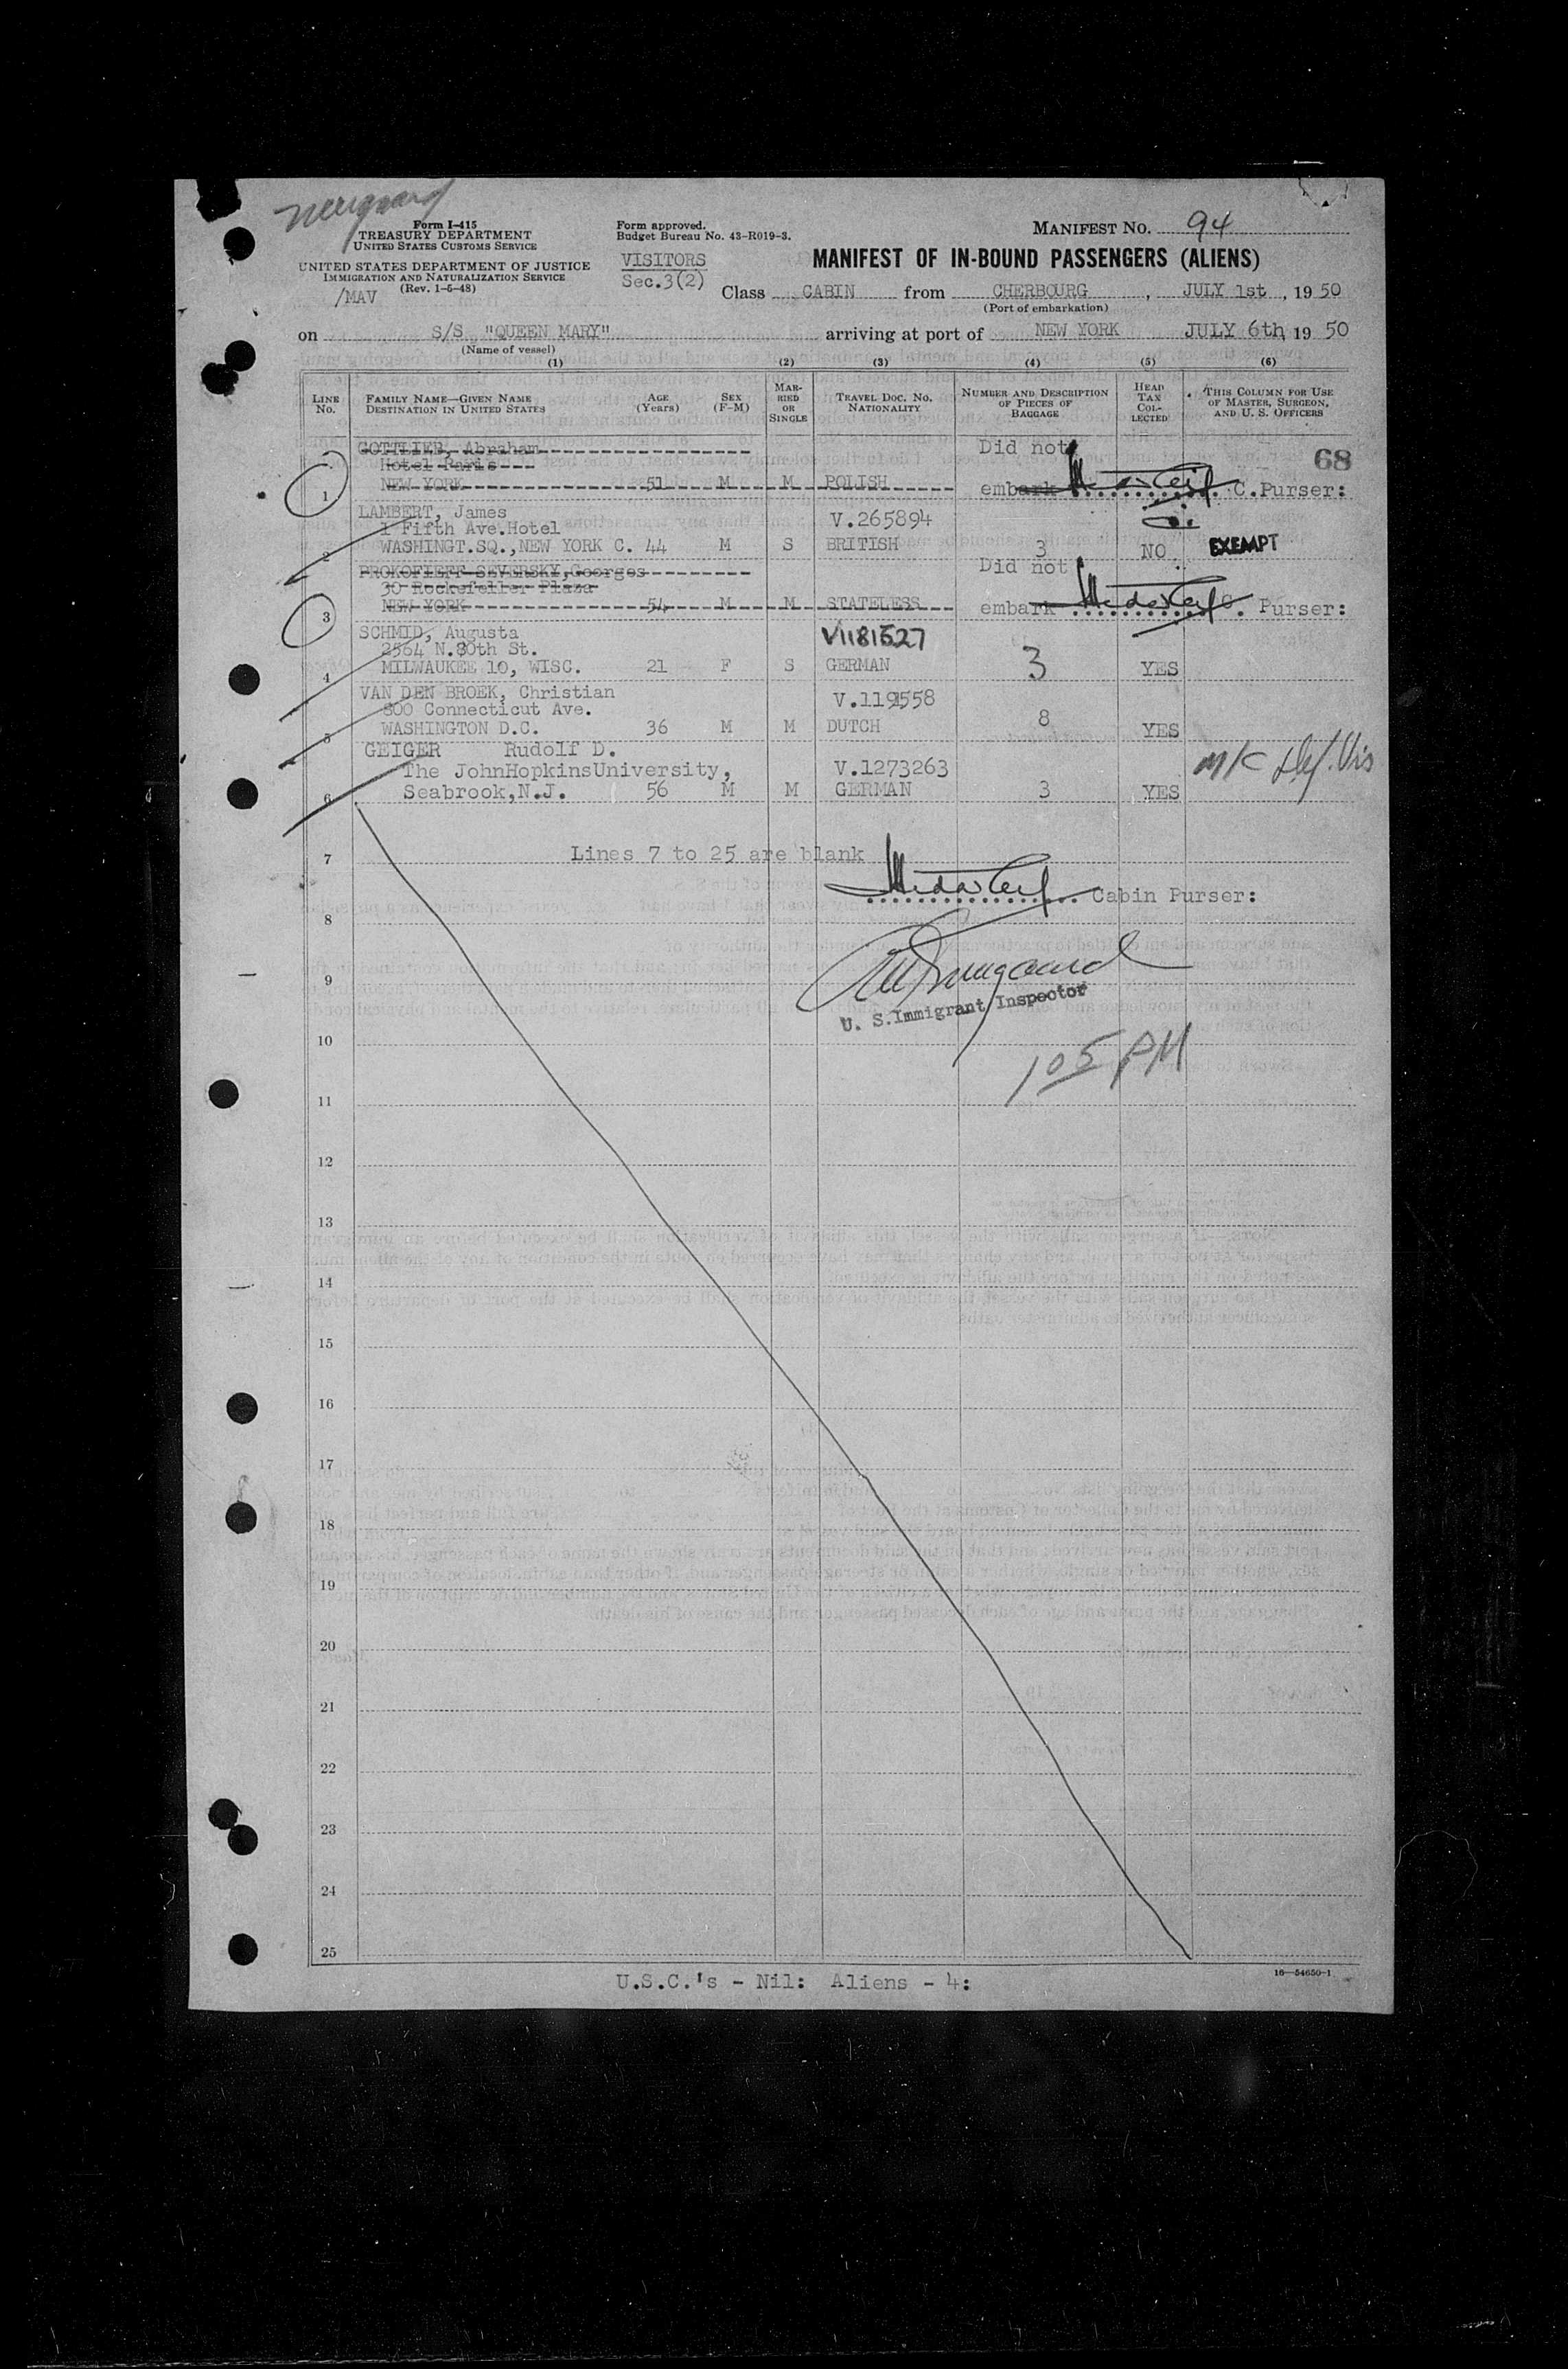 Neergaard
Form I-415
TREASURY DEPARTMENT
UNITED STATES CUSTOMS SERVICE
UNITED STATES DEPARTMENT OF JUSTICE
IMMIGRATION AND NATURALIZATION SERVICE
(Rev. 1-6-48)
/MAV
Form approved.
Budget Bureau No. 43-R019-3.
VISITORS
Sec.3(2)
MANIFEST No. 94
MANIFEST OF IN-BOUND PASSENGERS (ALIENS)
Class CABIN from CHERBOURG, JULY 1st, 1950
(Port of embarkation)
on S/S "QUEEN MARY" arriving at port of NEW YORK JULY 6th, 1950
(Name of vessel)
(1) (2) (3) (4) (5) (6)
LINE No. FAMILY NAME—GIVEN NAME DESTINATION IN UNITED STATES AGE (Years) SEX (F-M) MARRIED OR SINGLE TRAVEL DOC. NO. NATIONALITY NUMBER AND DESCRIPTION OF PIECES OF BAGGAGE HEAD TAX COLLECTED THIS COLUMN FOR USE OF MASTER, SURGEON, AND U. S. OFFICERS
GOTTLIEB, Abraham Did not
Hotel Paris 68
1 NEW YORK 51 M M POLISH embark C.Purser:
LAMBERT, James V.265894
1 Fifth Ave.Hotel
2 WASHINGT.SQ.,NEW YORK C. 44 M S BRITISH 3 NO EXEMPT
PROKOFIEFF SEVERSKY,Georges Did not
30 Rockefeller Plaza
3 NEW YORK 54 M M STATELESS embark C. Purser:
SCHMID, Augusta V1181527
2564 N.80th St.
4 MILWAUKEE 10, WISC. 21 F S GERMAN 3 YES
VAN DEN BROEK, Christian V.119558
800 Connecticut Ave.
5 WASHINGTON D.C. 36 M M DUTCH 8 YES
GEIGER Rudolf D.
The JohnHopkinsUniversity, V.1273263
6 Seabrook,N.J. 56 M M GERMAN 3 YES
7 Lines 7 to 25 are blank
Cabin Purser:
8
9
U. S. Immigrant Inspector
10
105 PM
11
12
13
14
15
16
17
18
19
20
21
22
23
24
25
U.S.C.'s - Nil: Aliens - 4:
16—54650-1